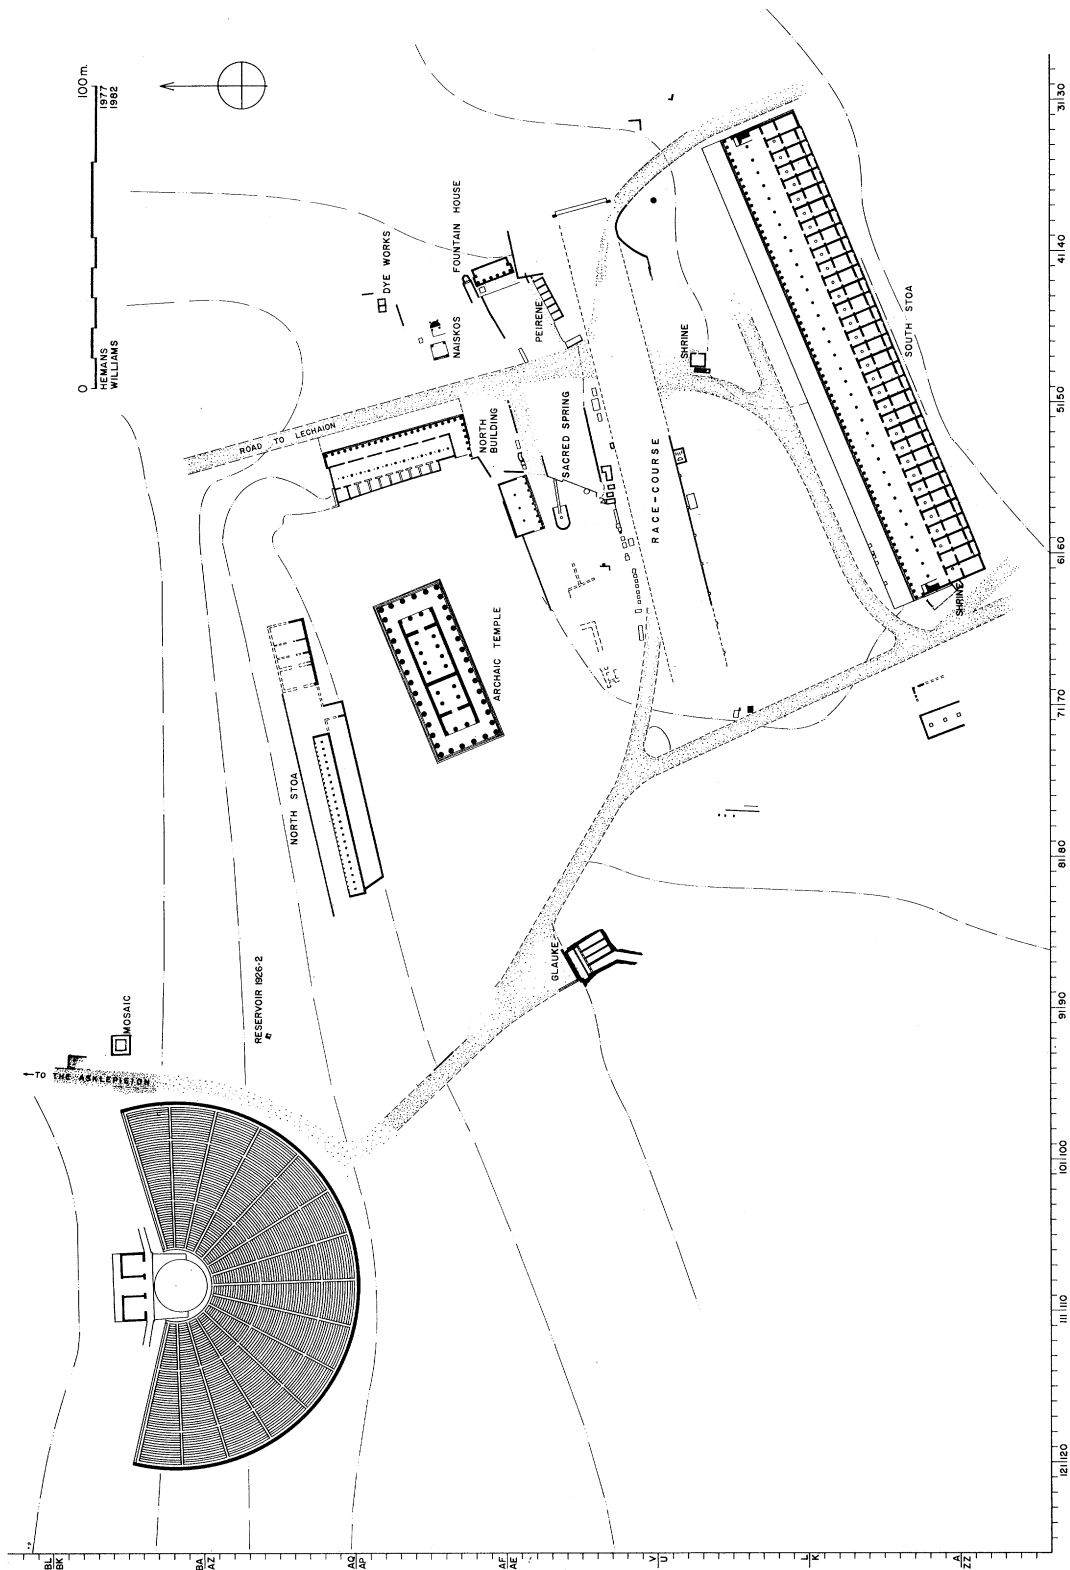 100 m.
1977
1982
0
HEMANS
WILLIAMS
ROAD TO LECHAION
DYE WORKS
NAISKOS
FOUNTAIN HOUSE
PEIRENE
NORTH
BUILDING
SACRED SPRING
RACE-COURSE
SHRINE
SOUTH STOA
SHRINE
ARCHAIC TEMPLE
NORTH STOA
GLAUKE
RESERVOIR 1926-2
MOSAIC
←TO THE ASKLEPIEION
31|30
41|40
51|50
61|60
71|70
81|80
91|90
101|100
111|110
121|120
BL
BK
BA
AZ
AQ
AP
AF
AE
V
U
K
A
ZZ